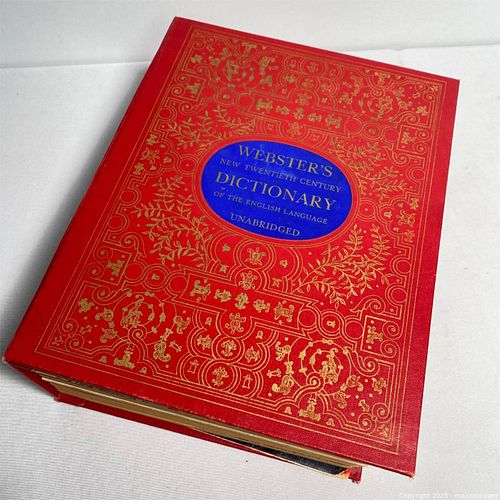 WEBSTER'S
NEW TWENTIETH CENTURY
DICTIONARY
OF THE ENGLISH LANGUAGE
UNABRIDGED